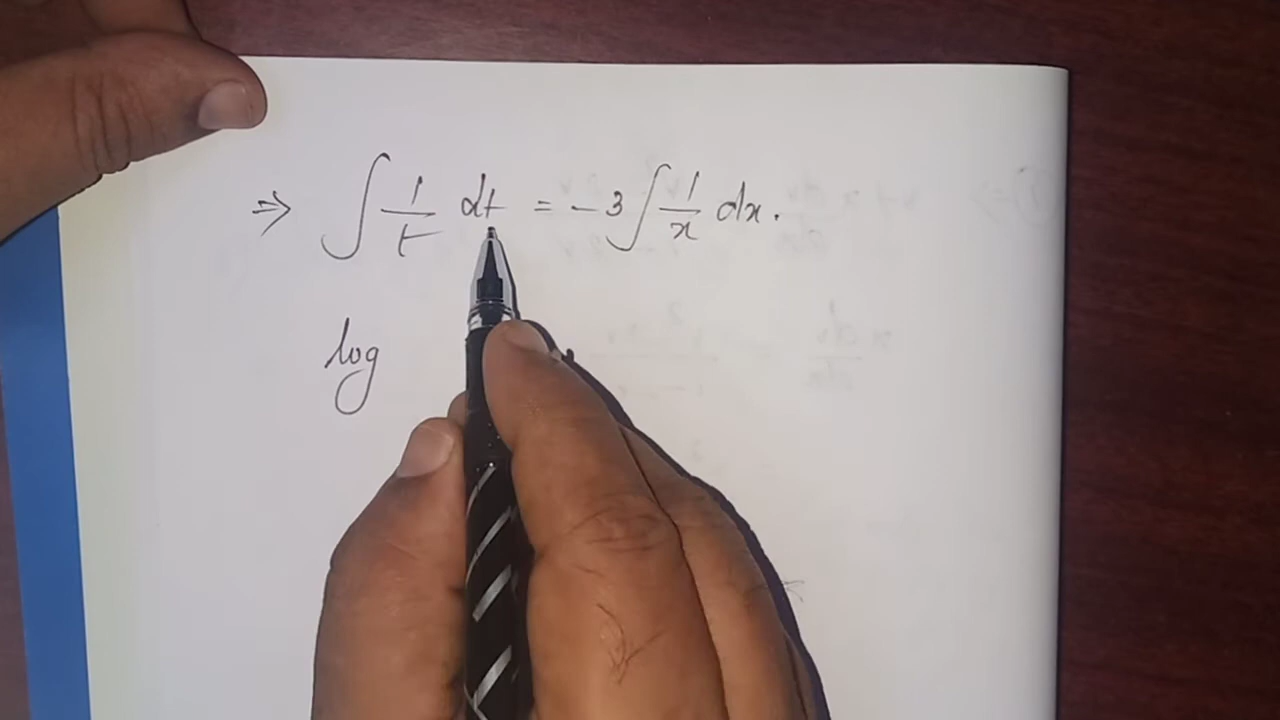 ⇒ ∫ 1/t dt = -3 ∫ 1/x dx.
log